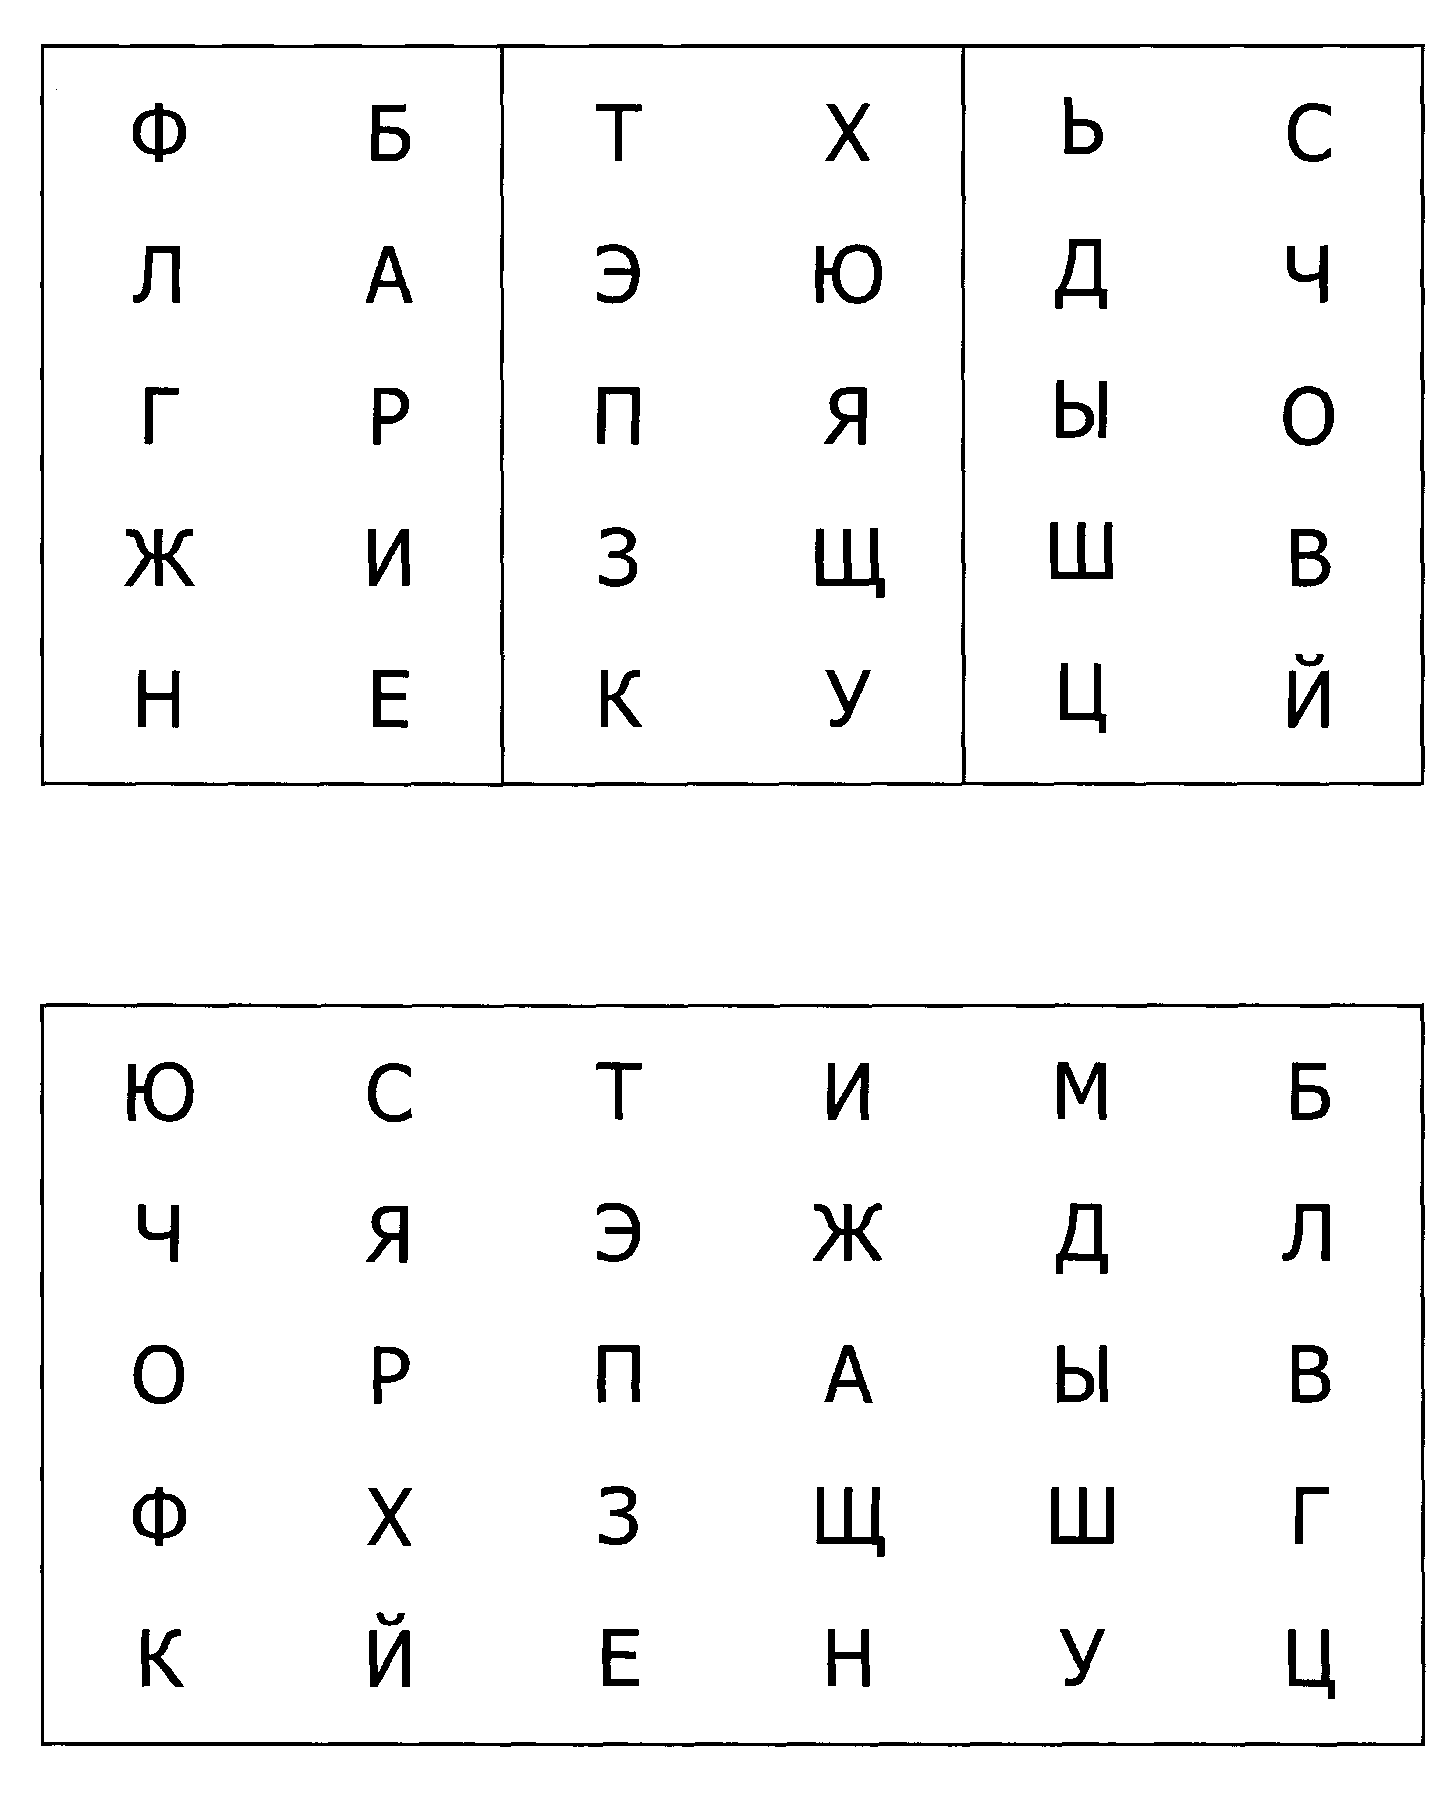 Ф Б Т Х Ь С
Л А Э Ю Д Ч
Г Р П Я Ы О
Ж И З Щ Ш В
Н Е К У Ц Й
Ю С Т И М Б
Ч Я Э Ж Д Л
О Р П А Ы В
Ф Х З Щ Ш Г
К Й Е Н У Ц